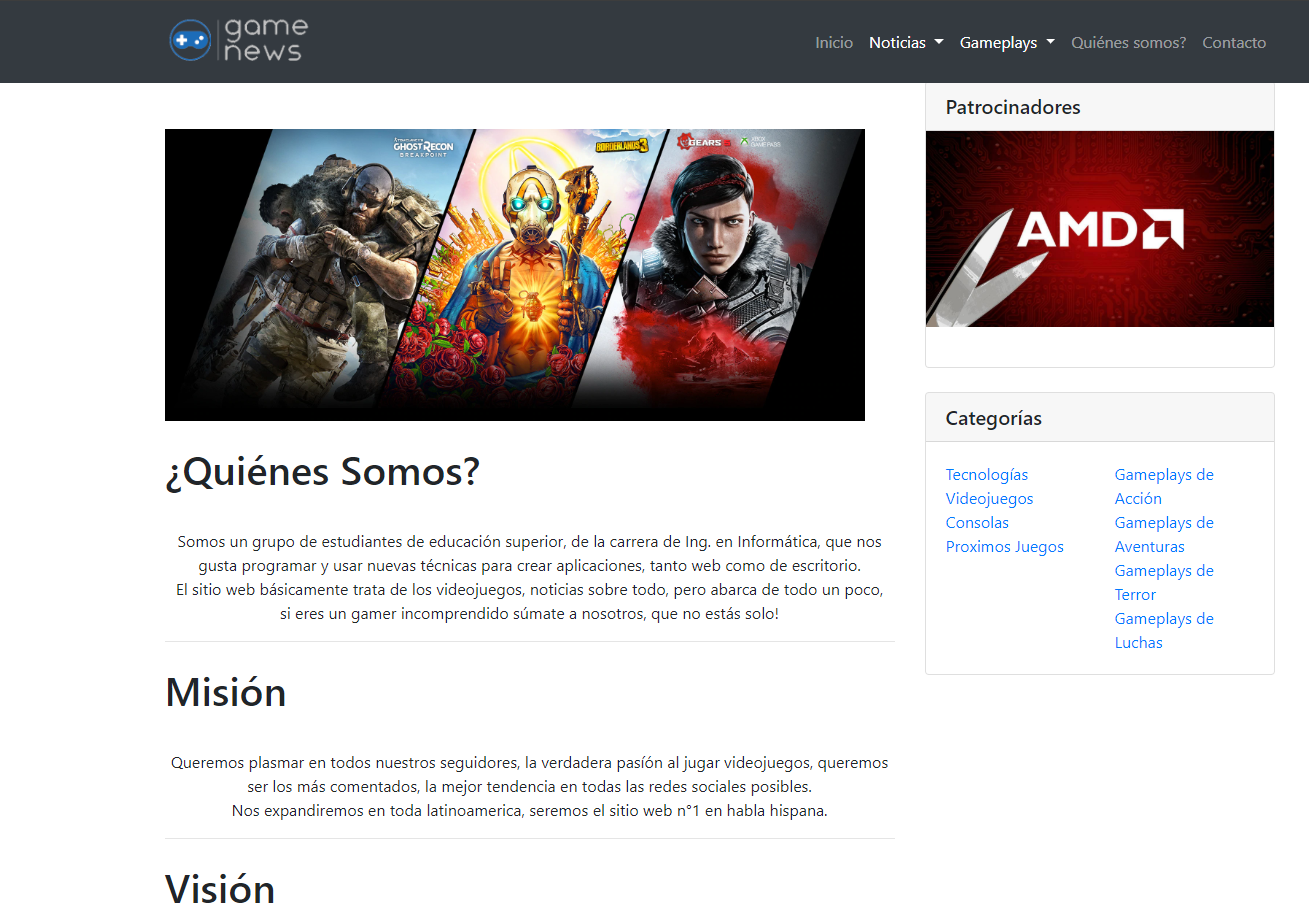 game
news
Inicio Noticias Gameplays Quiénes somos? Contacto
GHOST RECON
BREAKPOINT
BORDERLANDS 3
GEARS 5
XBOX
GAME PASS
¿Quiénes Somos?
Somos un grupo de estudiantes de educación superior, de la carrera de Ing. en Informática, que nos
gusta programar y usar nuevas técnicas para crear aplicaciones, tanto web como de escritorio.
El sitio web básicamente trata de los videojuegos, noticias sobre todo, pero abarca de todo un poco,
si eres un gamer incomprendido súmate a nosotros, que no estás solo!
Misión
Queremos plasmar en todos nuestros seguidores, la verdadera pasíón al jugar videojuegos, queremos
ser los más comentados, la mejor tendencia en todas las redes sociales posibles.
Nos expandiremos en toda latinoamerica, seremos el sitio web n°1 en habla hispana.
Visión
Patrocinadores
AMD
Categorías
Tecnologías
Videojuegos
Consolas
Proximos Juegos
Gameplays de
Acción
Gameplays de
Aventuras
Gameplays de
Terror
Gameplays de
Luchas